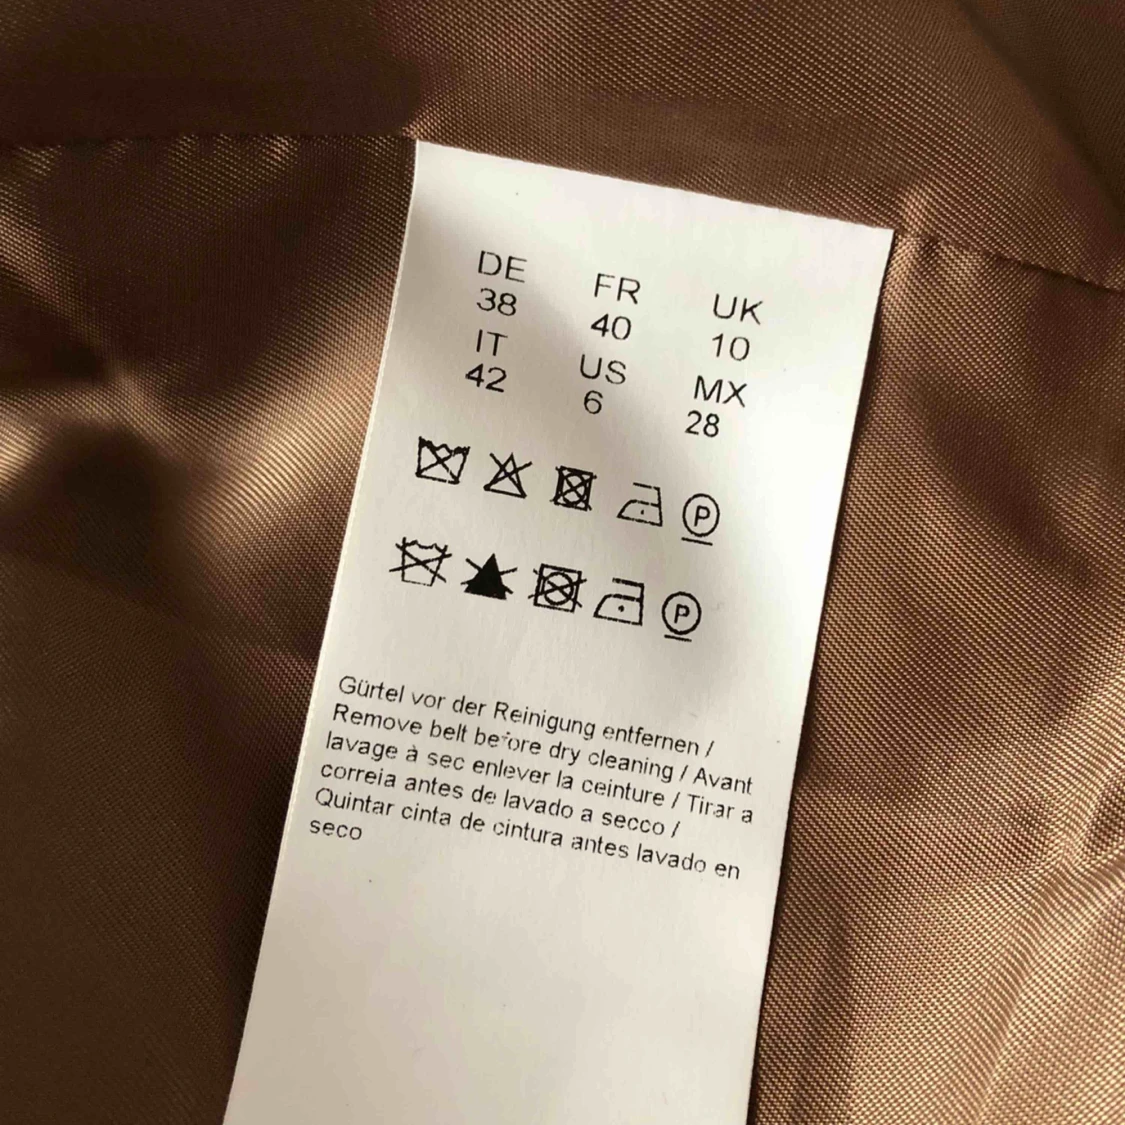 DE FR UK
38 40 10
IT US MX
42 6 28
P
P
Gürtel vor der Reinigung entfernen /
Remove belt before dry cleaning / Avant
lavage à sec enlever la ceinture / Tirar a
correia antes de lavado a secco /
Quintar cinta de cintura antes lavado en
seco